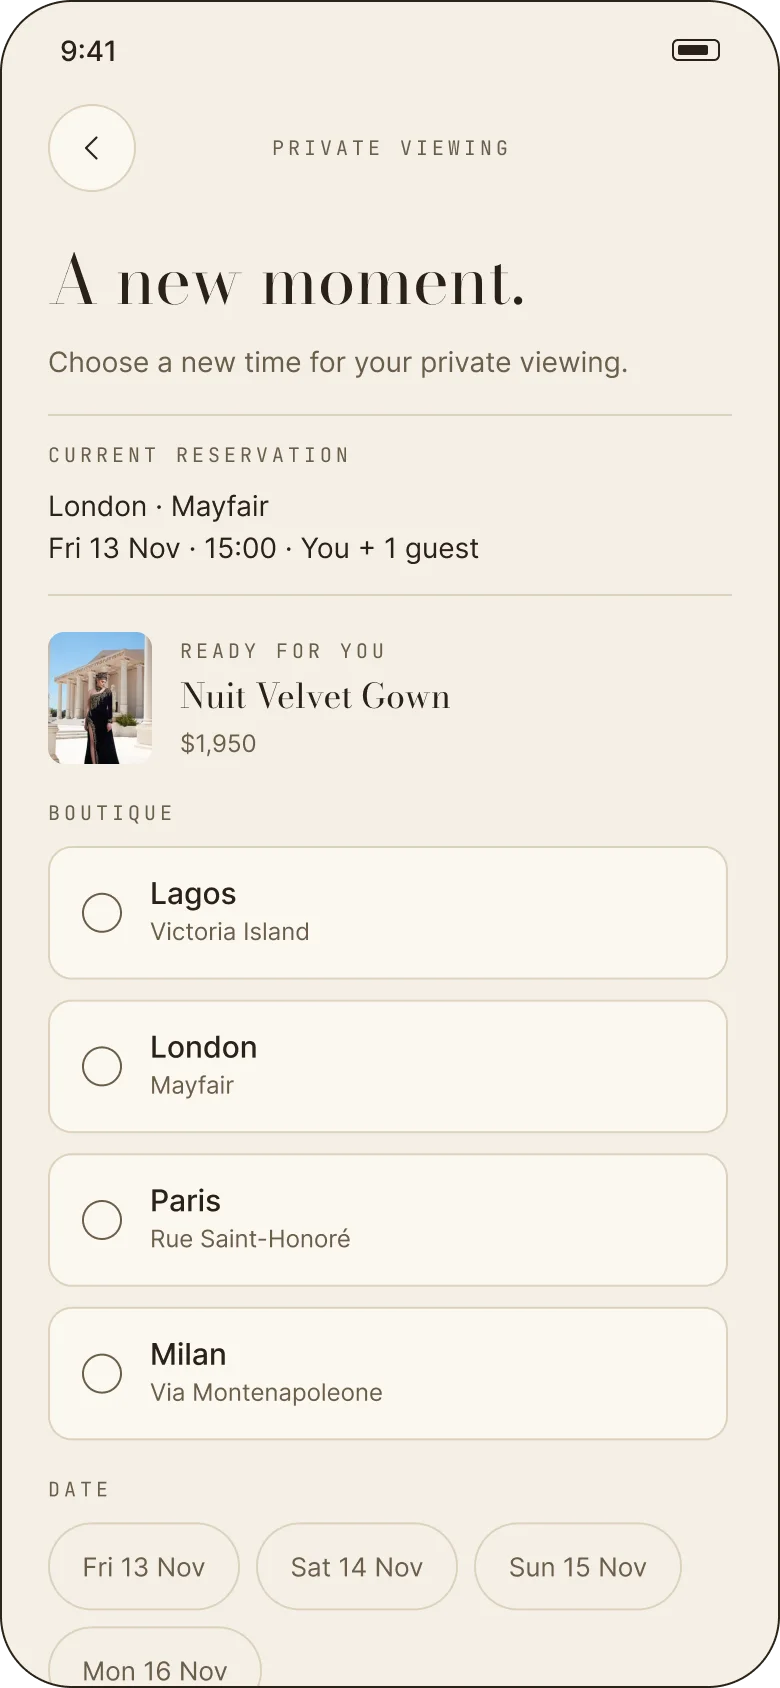 9:41
PRIVATE VIEWING
A new moment.
Choose a new time for your private viewing.
CURRENT RESERVATION
London · Mayfair
Fri 13 Nov · 15:00 · You + 1 guest
READY FOR YOU
Nuit Velvet Gown
$1,950
BOUTIQUE
Lagos
Victoria Island
London
Mayfair
Paris
Rue Saint-Honoré
Milan
Via Montenapoleone
DATE
Fri 13 Nov
Sat 14 Nov
Sun 15 Nov
Mon 16 Nov